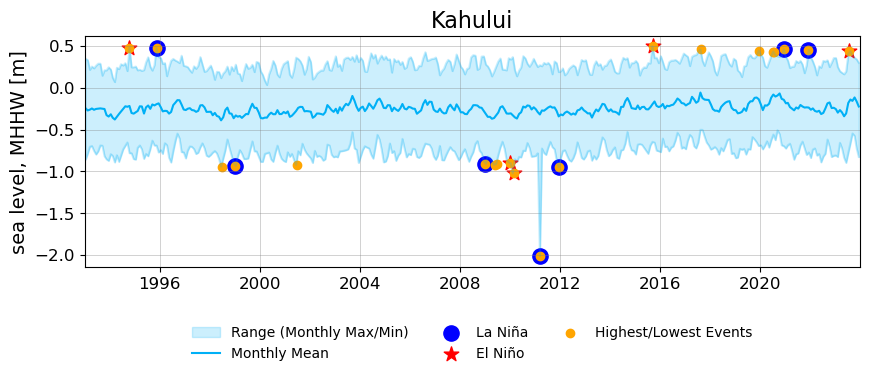 Kahului
sea level, MHHW [m]
0.5
0.0
−0.5
−1.0
−1.5
−2.0
1996 2000 2004 2008 2012 2016 2020
Range (Monthly Max/Min) La Niña Highest/Lowest Events
Monthly Mean El Niño